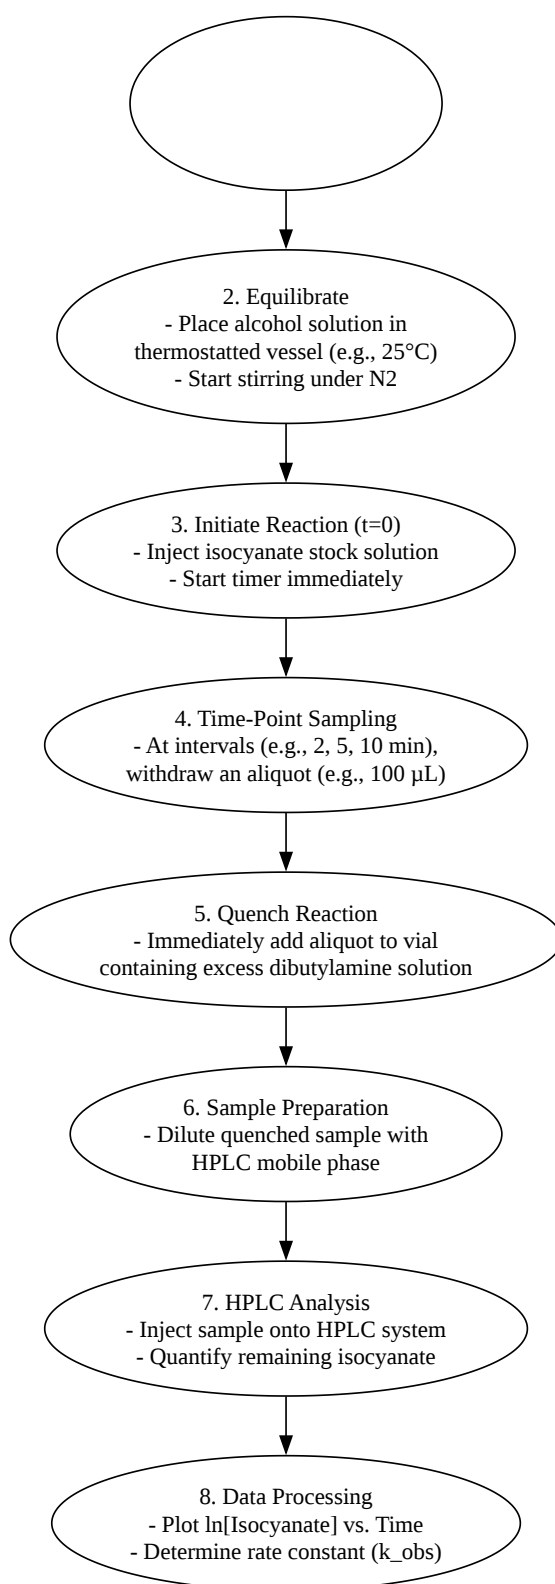 2. Equilibrate
- Place alcohol solution in
thermostatted vessel (e.g., 25°C)
- Start stirring under N2
3. Initiate Reaction (t=0)
- Inject isocyanate stock solution
- Start timer immediately
4. Time-Point Sampling
- At intervals (e.g., 2, 5, 10 min),
withdraw an aliquot (e.g., 100 µL)
5. Quench Reaction
- Immediately add aliquot to vial
containing excess dibutylamine solution
6. Sample Preparation
- Dilute quenched sample with
HPLC mobile phase
7. HPLC Analysis
- Inject sample onto HPLC system
- Quantify remaining isocyanate
8. Data Processing
- Plot ln[Isocyanate] vs. Time
- Determine rate constant (k_obs)